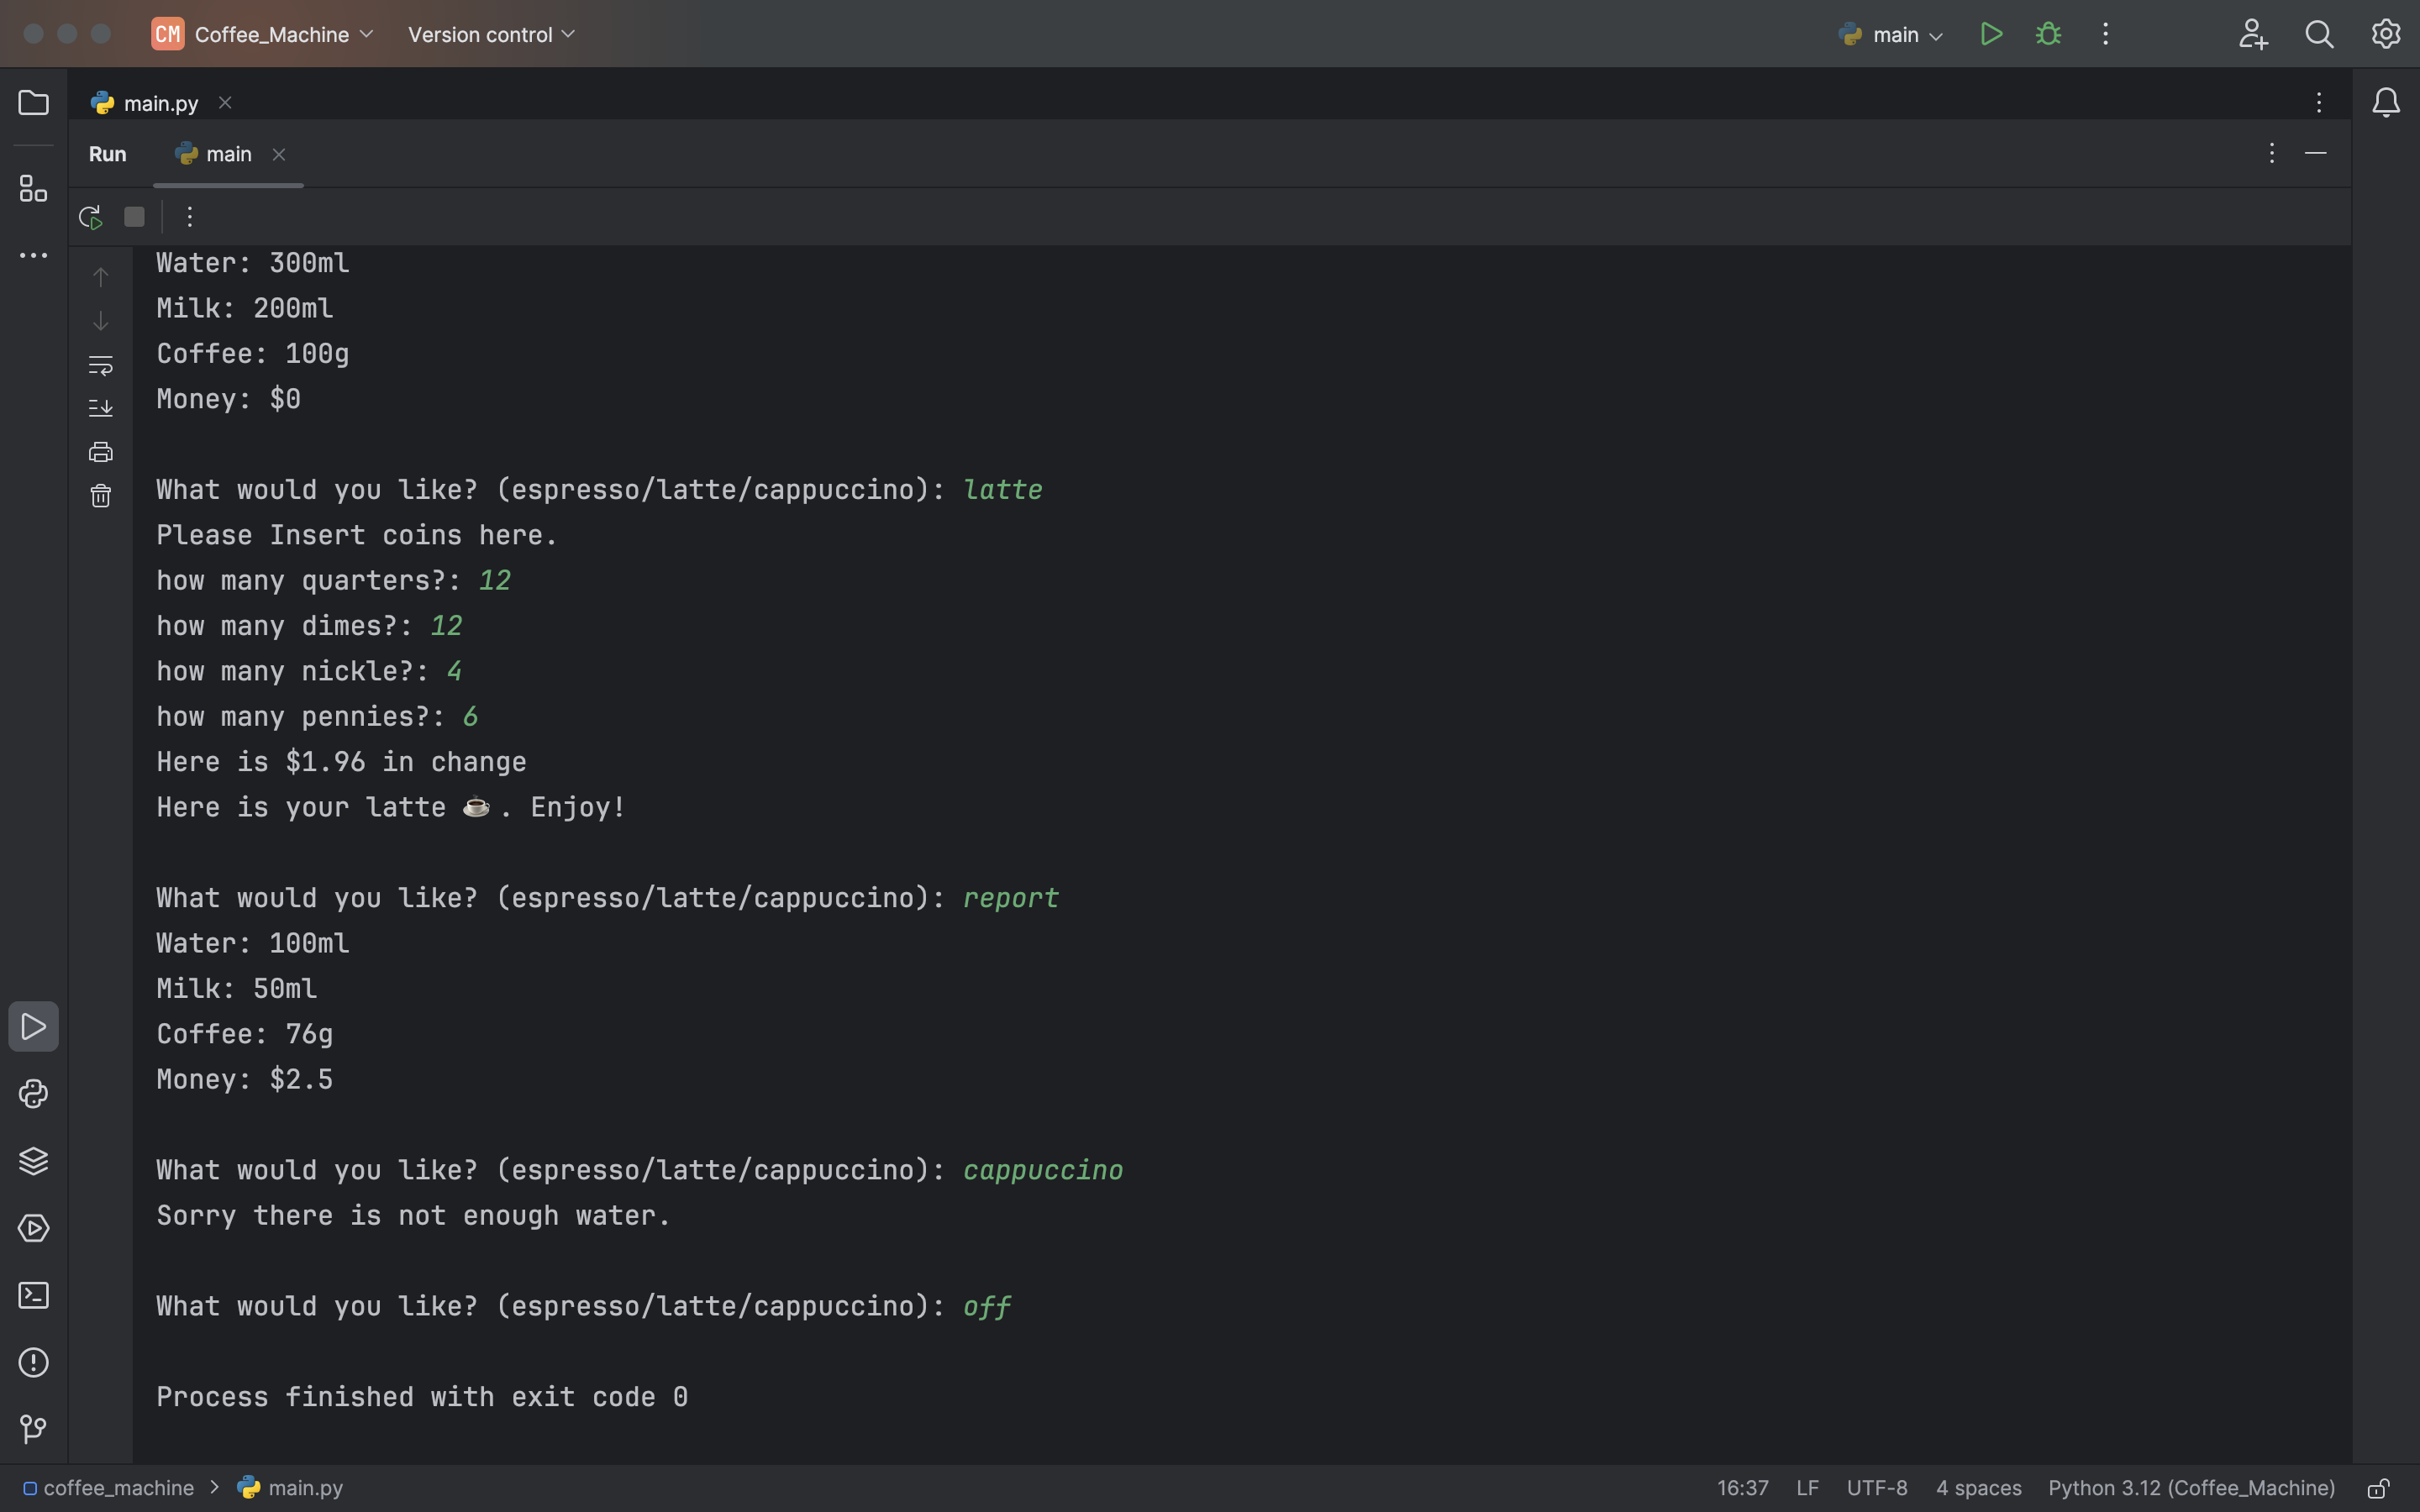 CM Coffee_Machine Version control main
main.py
Run main
Water: 300ml
Milk: 200ml
Coffee: 100g
Money: $0
What would you like? (espresso/latte/cappuccino): latte
Please Insert coins here.
how many quarters?: 12
how many dimes?: 12
how many nickle?: 4
how many pennies?: 6
Here is $1.96 in change
Here is your latte ☕. Enjoy!
What would you like? (espresso/latte/cappuccino): report
Water: 100ml
Milk: 50ml
Coffee: 76g
Money: $2.5
What would you like? (espresso/latte/cappuccino): cappuccino
Sorry there is not enough water.
What would you like? (espresso/latte/cappuccino): off
Process finished with exit code 0
coffee_machine > main.py 16:37 LF UTF-8 4 spaces Python 3.12 (Coffee_Machine)